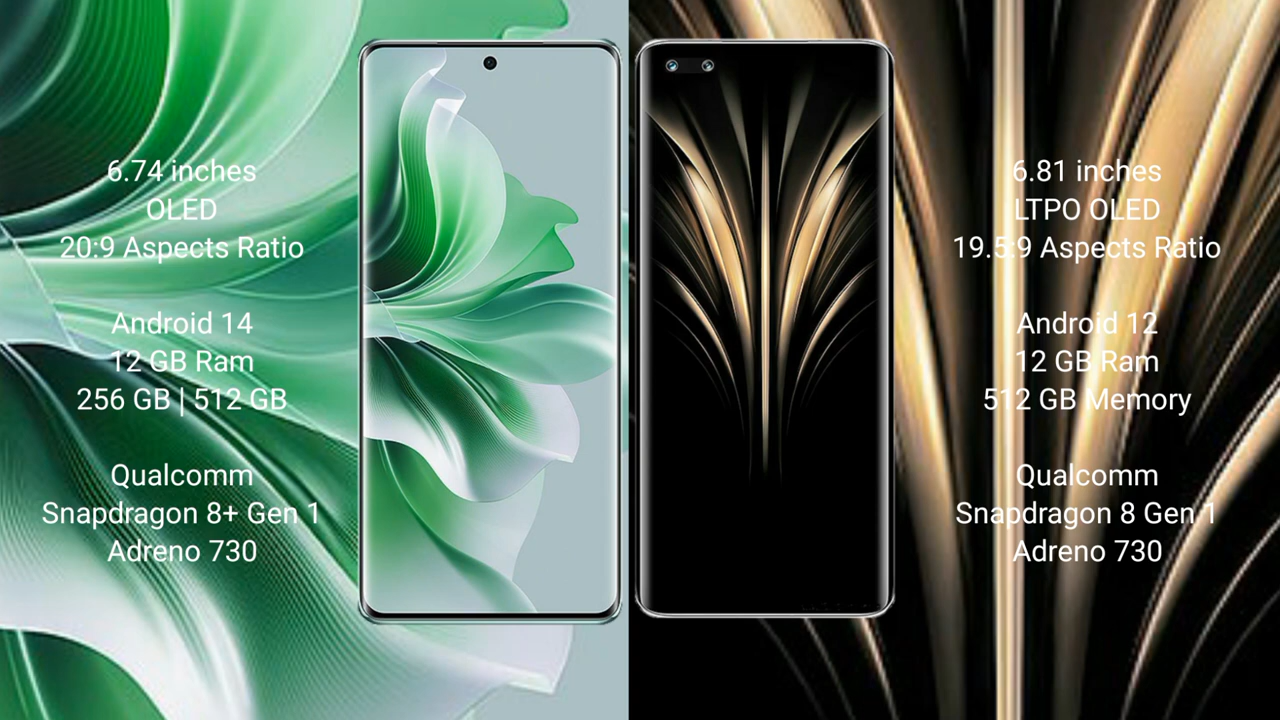 6.74 inches
OLED
20:9 Aspects Ratio
Android 14
12 GB Ram
256 GB | 512 GB
Qualcomm
Snapdragon 8+ Gen 1
Adreno 730
6.81 inches
LTPO OLED
19.5:9 Aspects Ratio
Android 12
12 GB Ram
512 GB Memory
Qualcomm
Snapdragon 8 Gen 1
Adreno 730